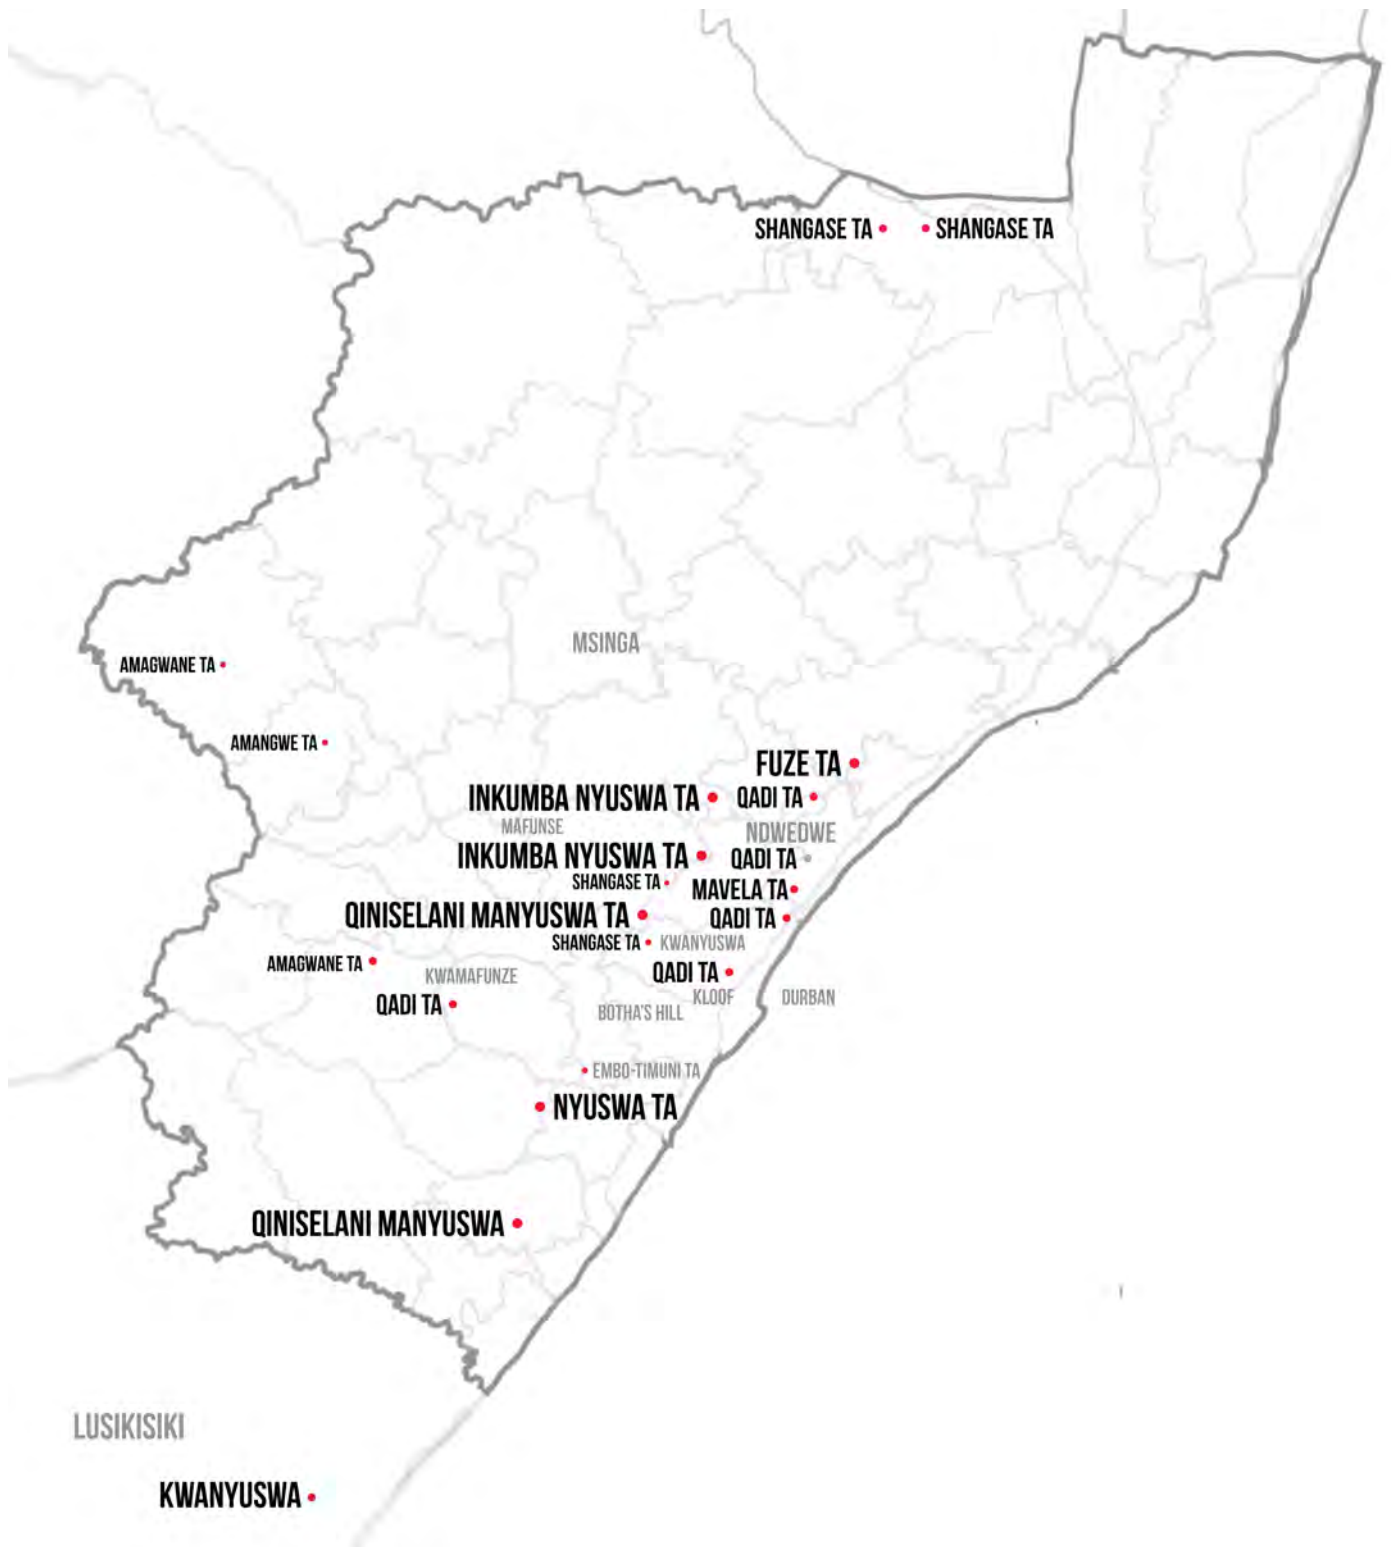 SHANGASE TA
SHANGASE TA
MSINGA
AMAGWANE TA
AMANGWE TA
FUZE TA
INKUMBA NYUSWA TA
QADI TA
MAFUNSE
NDWEDWE
INKUMBA NYUSWA TA
QADI TA
SHANGASE TA
MAVELA TA
QINISELANI MANYUSWA TA
QADI TA
SHANGASE TA
KWANYUSWA
AMAGWANE TA
KWAMAFUNZE
QADI TA
KLOOF
DURBAN
QADI TA
BOTHA'S HILL
EMBO-TIMUNI TA
NYUSWA TA
QINISELANI MANYUSWA
LUSIKISIKI
KWANYUSWA